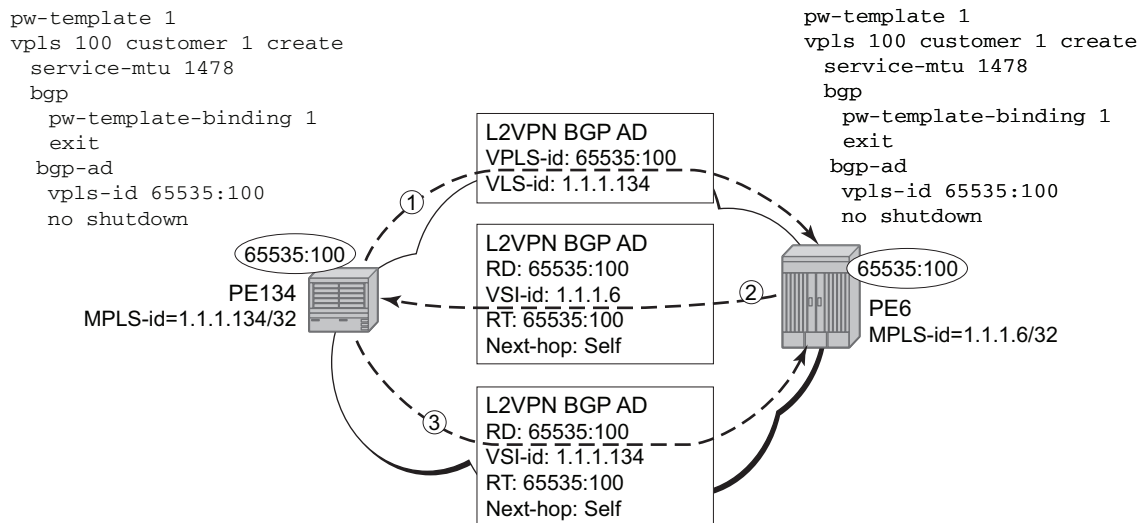 pw-template 1
vpls 100 customer 1 create
service-mtu 1478
bgp
pw-template-binding 1
exit
bgp-ad
vpls-id 65535:100
no shutdown
pw-template 1
vpls 100 customer 1 create
service-mtu 1478
bgp
pw-template-binding 1
exit
bgp-ad
vpls-id 65535:100
no shutdown
L2VPN BGP AD
VPLS-id: 65535:100
VLS-id: 1.1.1.134
1
65535:100
PE134
MPLS-id=1.1.1.134/32
L2VPN BGP AD
RD: 65535:100
VSI-id: 1.1.1.6
RT: 65535:100
Next-hop: Self
2
65535:100
PE6
MPLS-id=1.1.1.6/32
3
L2VPN BGP AD
RD: 65535:100
VSI-id: 1.1.1.134
RT: 65535:100
Next-hop: Self